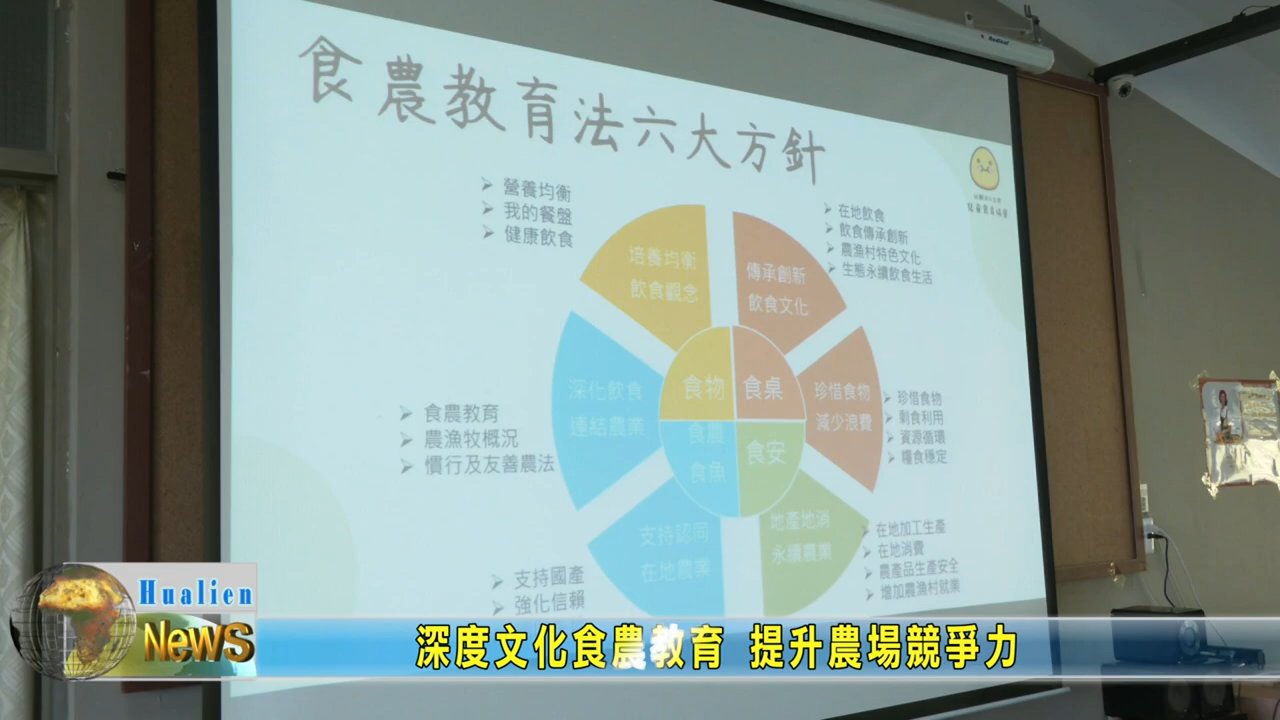 食農教育法六大方針
營養均衡
我的餐盤
健康飲食
在地飲食
飲食傳承創新
農漁村特色文化
生態永續飲食生活
培養均衡
飲食觀念
傳承創新
飲食文化
深化飲食
連結農業
食物
食桌
珍惜食物
減少浪費
食農
食魚
食安
食農教育
農漁牧概況
慣行及友善農法
珍惜食物
剩食利用
資源循環
糧食穩定
支持認同
在地農業
地產地消
永續農業
在地加工生產
在地消費
農產品生產安全
增加農漁村就業
支持國產
強化信賴
Hualien
News
深度文化食農教育 提升農場競爭力